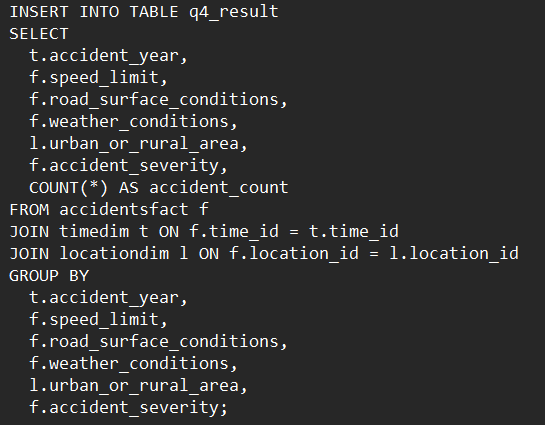 INSERT INTO TABLE q4_result
SELECT
  t.accident_year,
  f.speed_limit,
  f.road_surface_conditions,
  f.weather_conditions,
  l.urban_or_rural_area,
  f.accident_severity,
  COUNT(*) AS accident_count
FROM accidentsfact f
JOIN timedim t ON f.time_id = t.time_id
JOIN locationdim l ON f.location_id = l.location_id
GROUP BY
  t.accident_year,
  f.speed_limit,
  f.road_surface_conditions,
  f.weather_conditions,
  l.urban_or_rural_area,
  f.accident_severity;